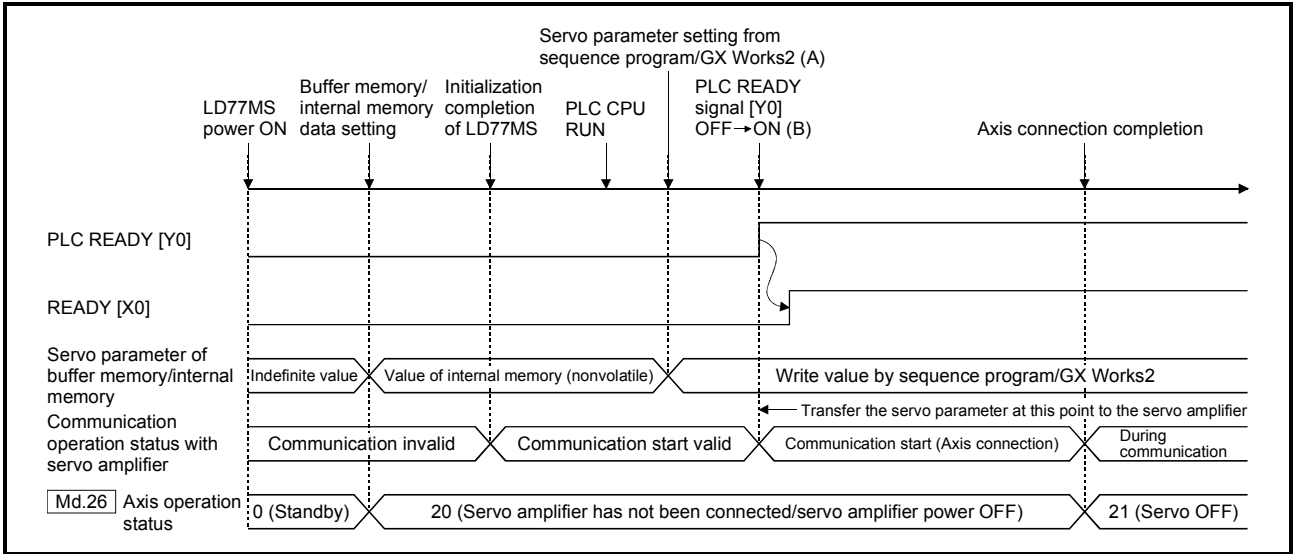 Servo parameter setting from
sequence program/GX Works2 (A)
LD77MS
power ON
Buffer memory/
internal memory
data setting
Initialization
completion
of LD77MS
PLC CPU
RUN
PLC READY
signal [Y0]
OFF→ON (B)
Axis connection completion
PLC READY [Y0]
READY [X0]
Servo parameter of
buffer memory/internal
memory
Indefinite value
Value of internal memory (nonvolatile)
Write value by sequence program/GX Works2
Transfer the servo parameter at this point to the servo amplifier
Communication
operation status with
servo amplifier
Communication invalid
Communication start valid
Communication start (Axis connection)
During
communication
Md.26 Axis operation
status
0 (Standby)
20 (Servo amplifier has not been connected/servo amplifier power OFF)
21 (Servo OFF)